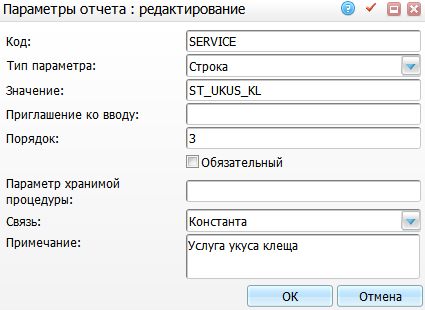 Параметры отчета : редактирование
Код: SERVICE
Тип параметра: Строка
Значение: ST_UKUS_KL
Приглашение ко вводу:
Порядок: 3
Обязательный
Параметр хранимой
процедуры:
Связь: Константа
Примечание: Услуга укуса клеща
ОК Отмена